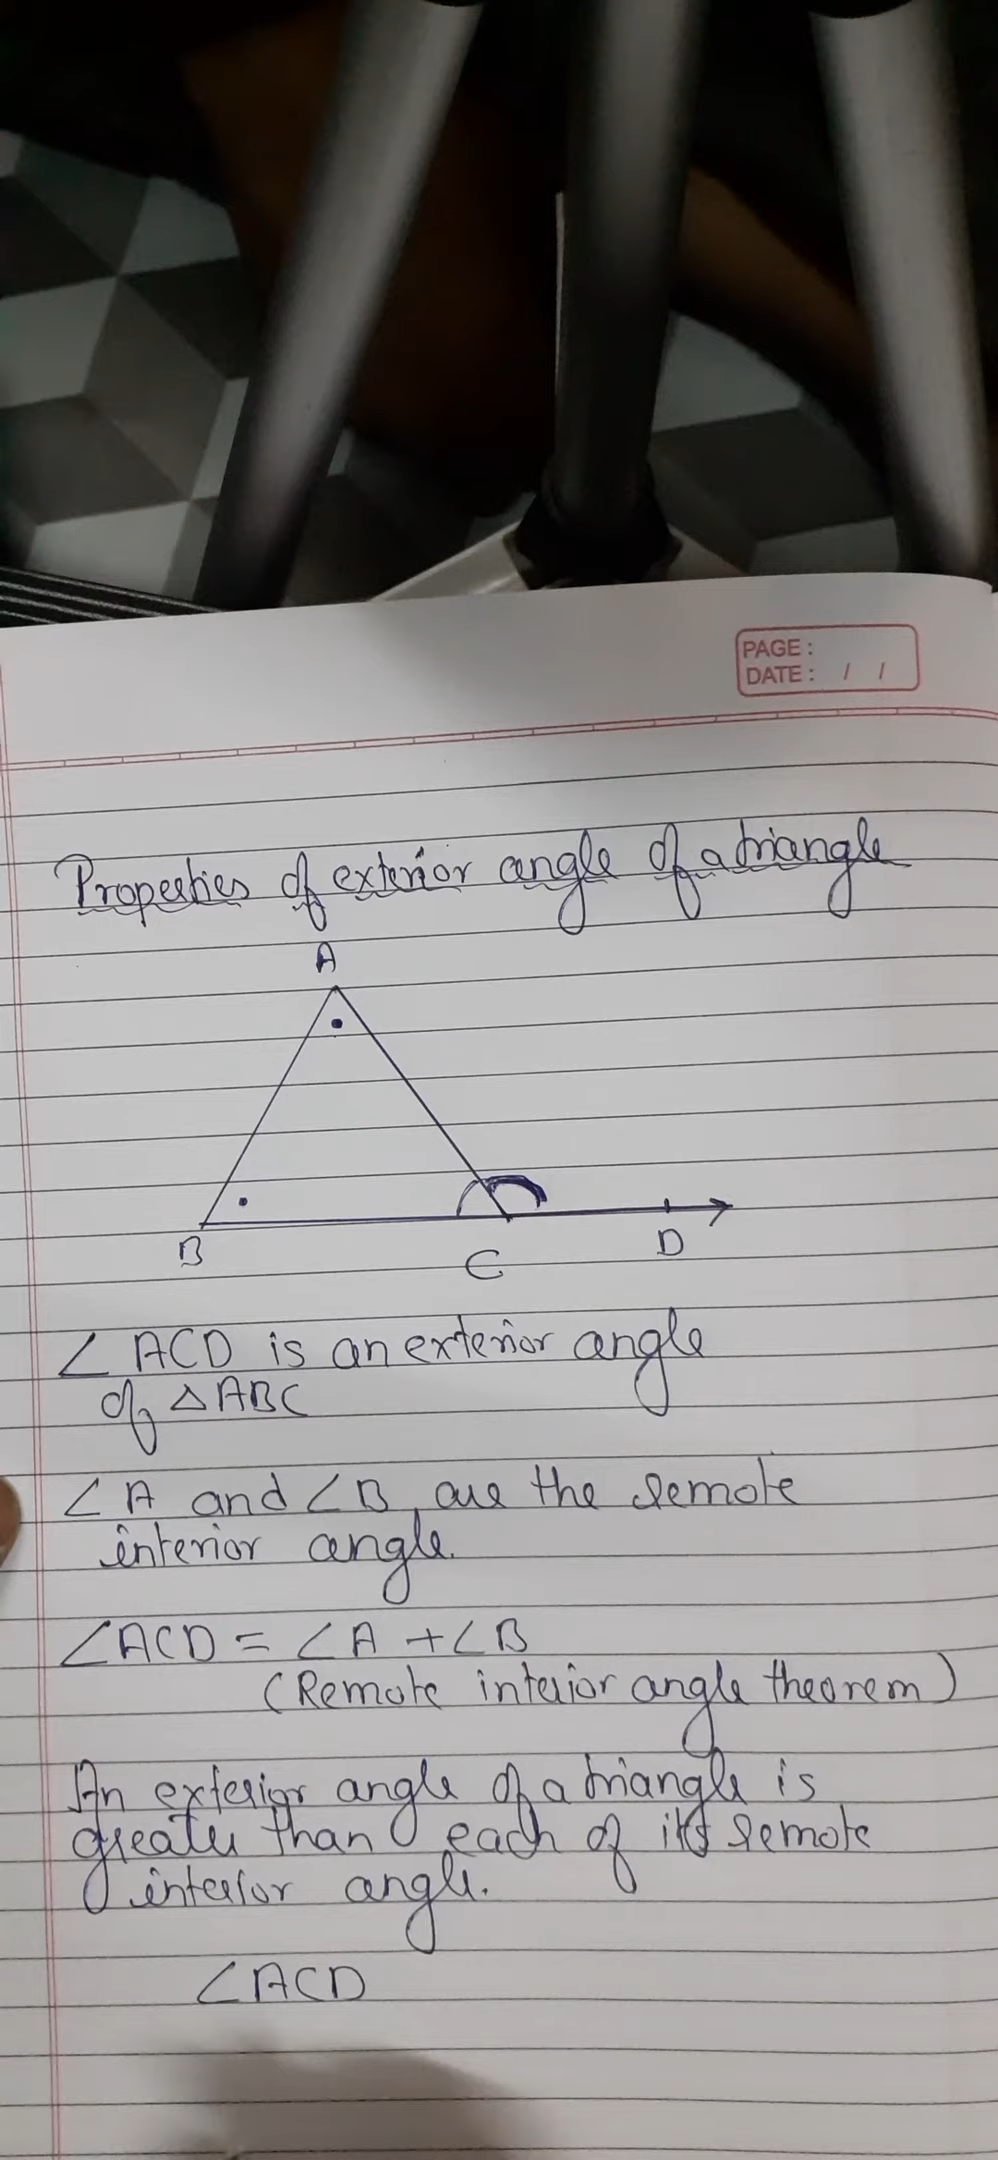 PAGE:
DATE: / /
Properties of exterior angle of a triangle
A
B
C
D
∠ACD is an exterior angle
of △ABC
∠A and ∠B are the remote
interior angle.
∠ACD = ∠A + ∠B
(Remote interior angle theorem)
An exterior angle of a triangle is
greater than each of its remote
interior angle.
∠ACD